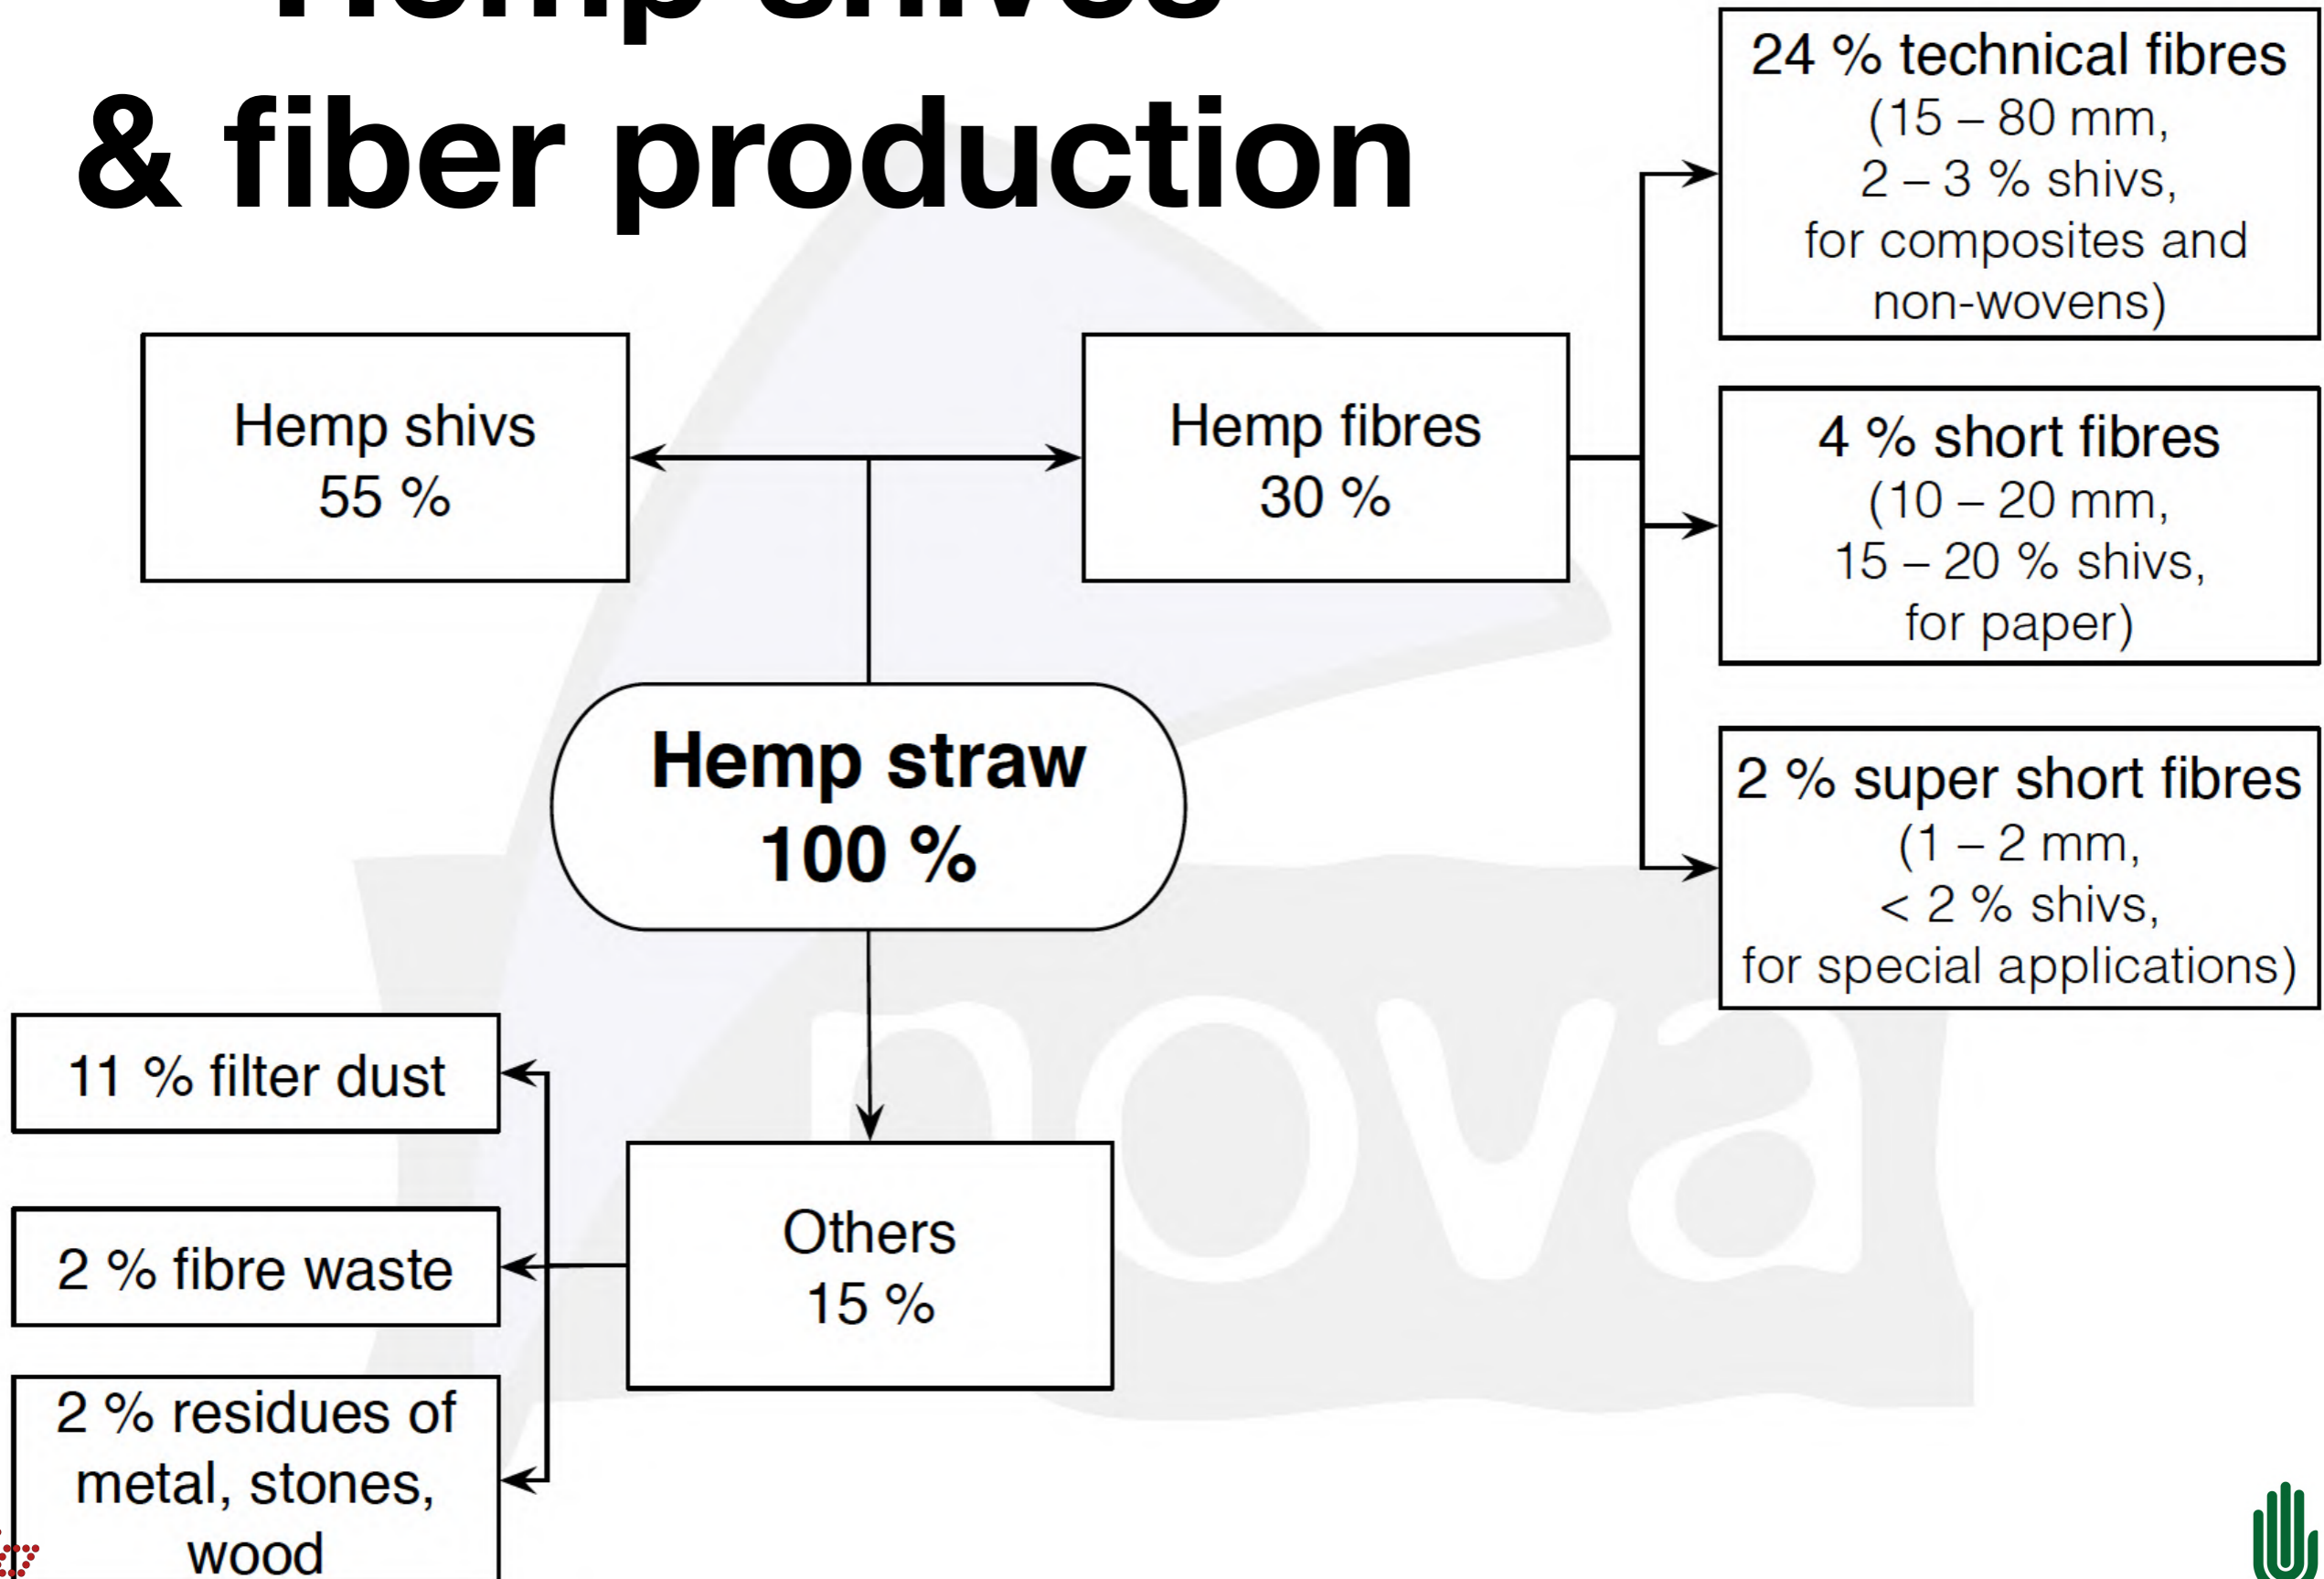 Hemp shives
& fiber production
24 % technical fibres
(15 – 80 mm,
2 – 3 % shivs,
for composites and
non-wovens)
Hemp shivs
55 %
Hemp fibres
30 %
4 % short fibres
(10 – 20 mm,
15 – 20 % shivs,
for paper)
Hemp straw
100 %
2 % super short fibres
(1 – 2 mm,
< 2 % shivs,
for special applications)
nova
11 % filter dust
2 % fibre waste
Others
15 %
2 % residues of
metal, stones,
wood